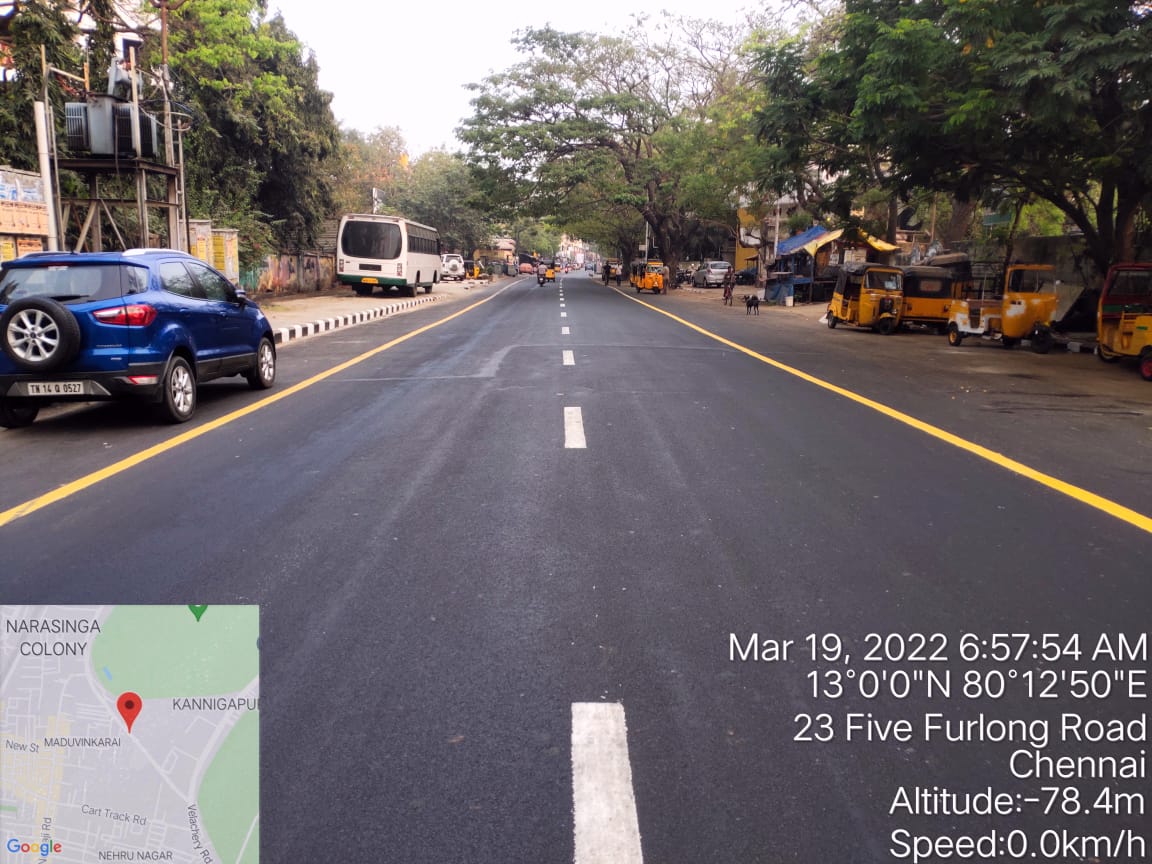 TN 14 Q 0527
NARASINGA
COLONY
KANNIGAPU
MADUVINKARAI
New St
Cart Track Rd
Velachery Rd
NEHRU NAGAR
Google
Mar 19, 2022 6:57:54 AM
13°0'0"N 80°12'50"E
23 Five Furlong Road
Chennai
Altitude:-78.4m
Speed:0.0km/h